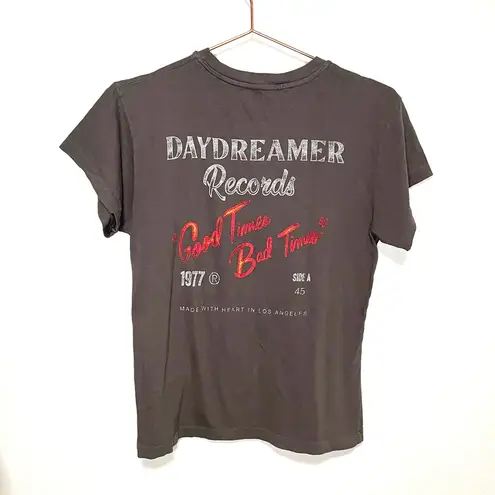 DAYDREAMER
Records
"Good Times
Bad Times"
1977 ® SIDE A
45
MADE WITH HEART IN LOS ANGELES